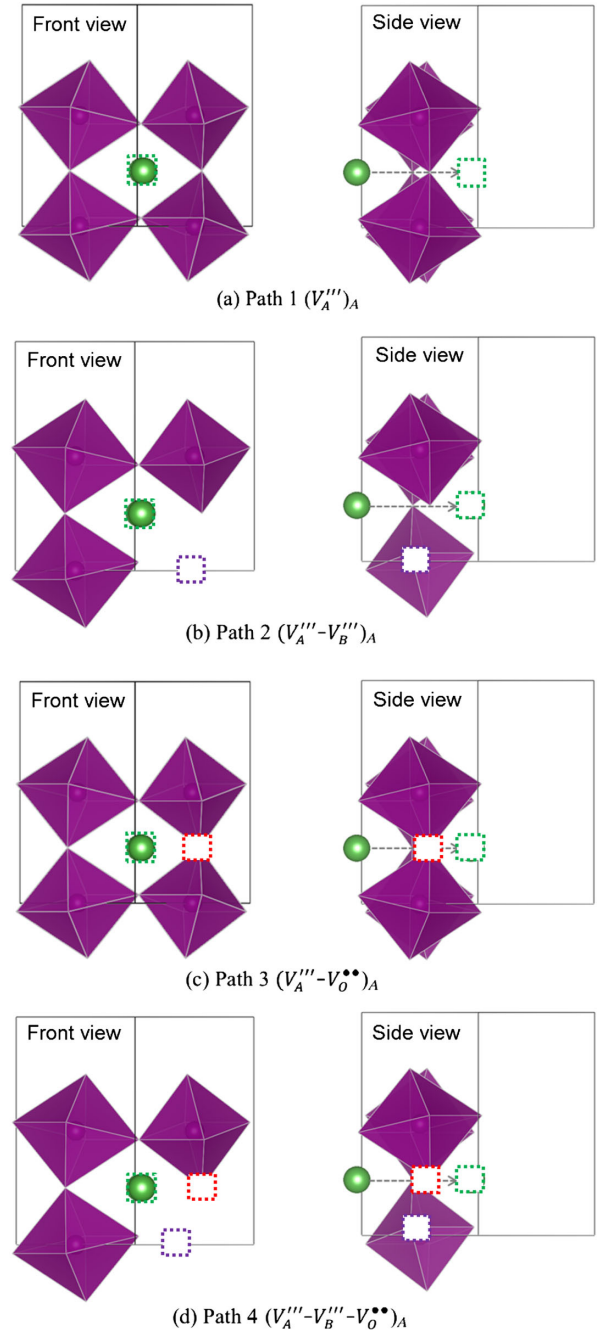 Front view Side view
(a) Path 1 (V_A''')_A
Front view Side view
(b) Path 2 (V_A'''-V_B''')_A
Front view Side view
(c) Path 3 (V_A'''-V_O^••)_A
Front view Side view
(d) Path 4 (V_A'''-V_B'''-V_O^••)_A